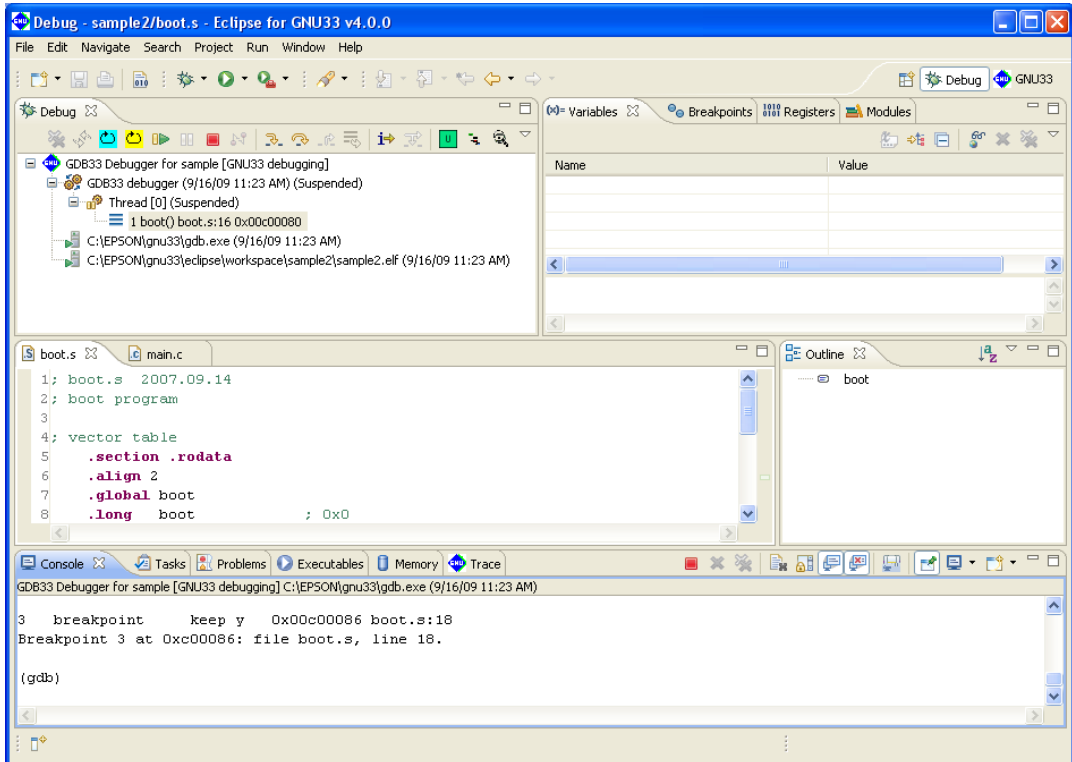 Debug - sample2/boot.s - Eclipse for GNU33 v4.0.0
File Edit Navigate Search Project Run Window Help
Debug GNU33
Debug
Variables Breakpoints Registers Modules
GDB33 Debugger for sample [GNU33 debugging]
GDB33 debugger (9/16/09 11:23 AM) (Suspended)
Thread [0] (Suspended)
1 boot() boot.s:16 0x00c00080
C:\EPSON\gnu33\gdb.exe (9/16/09 11:23 AM)
C:\EPSON\gnu33\eclipse\workspace\sample2\sample2.elf (9/16/09 11:23 AM)
Name Value
boot.s main.c
1; boot.s 2007.09.14
2; boot program
3
4; vector table
5 .section .rodata
6 .align 2
7 .global boot
8 .long boot ; 0x0
Outline
boot
Console Tasks Problems Executables Memory Trace
GDB33 Debugger for sample [GNU33 debugging] C:\EPSON\gnu33\gdb.exe (9/16/09 11:23 AM)
3 breakpoint keep y 0x00c00086 boot.s:18
Breakpoint 3 at 0xc00086: file boot.s, line 18.
(gdb)